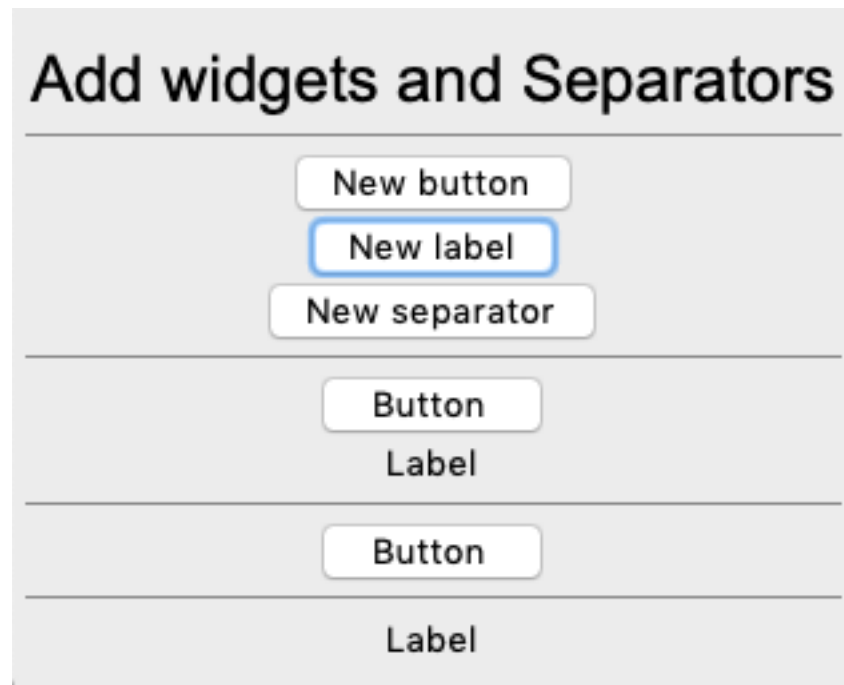 Add widgets and Separators
New button
New label
New separator
Button
Label
Button
Label